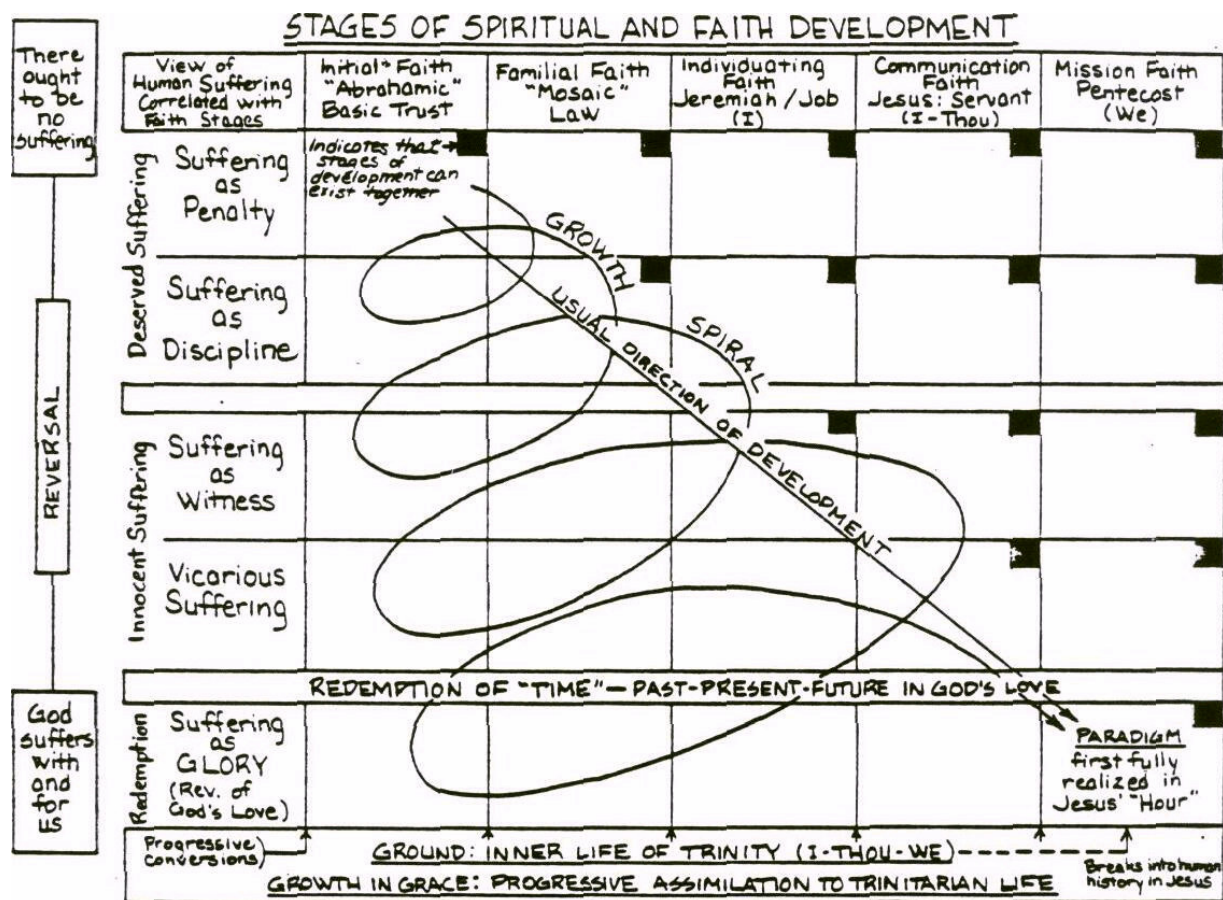 STAGES OF SPIRITUAL AND FAITH DEVELOPMENT
There
ought to
be
no
suffering
REVERSAL
God
suffers
with
and
for
us
View of
Human Suffering
Correlated with
Faith Stages
Initial Faith
"Abrahamic"
Basic Trust
Familial Faith
"Mosaic"
Law
Individuating
Faith
Jeremiah / Job
(I)
Communication
Faith
Jesus: Servant
(I-Thou)
Mission Faith
Pentecost
(We)
Deserved Suffering
Suffering
as
Penalty
Indicates that
stages of
development can
exist together
Suffering
as
Discipline
GROWTH
SPIRAL
USUAL DIRECTION OF DEVELOPMENT
Innocent Suffering
Suffering
as
Witness
Vicarious
Suffering
REDEMPTION OF "TIME" — PAST-PRESENT-FUTURE IN GOD'S LOVE
Redemption
Suffering
as
GLORY
(Rev. of
God's Love)
PARADIGM
first fully
realized in
Jesus' "Hour"
Progressive
conversions
GROUND: INNER LIFE OF TRINITY (I-THOU-WE)
Breaks into human
history in Jesus
GROWTH IN GRACE: PROGRESSIVE ASSIMILATION TO TRINITARIAN LIFE